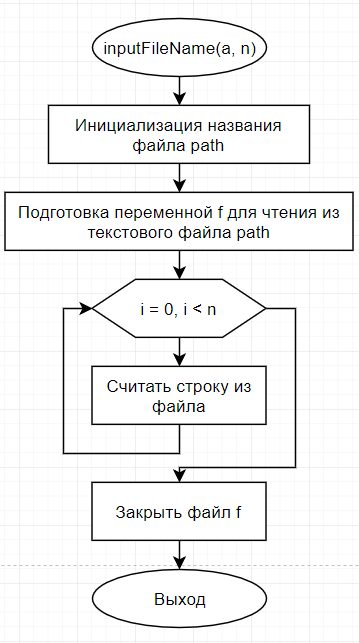 inputFileName(a, n)
Инициализация названия
файла path
Подготовка переменной f для чтения из
текстового файла path
i = 0, i < n
Считать строку из
файла
Закрыть файл f
Выход